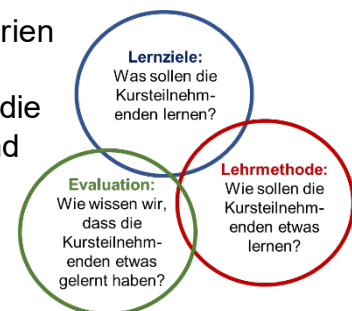 rien
die
nd
Lernziele:
Was sollen die
Kursteilnehm-
enden lernen?
Lehrmethode:
Wie sollen die
Kursteilnehm-
enden etwas
lernen?
Evaluation:
Wie wissen wir,
dass die
Kursteilnehm-
enden etwas
gelernt haben?